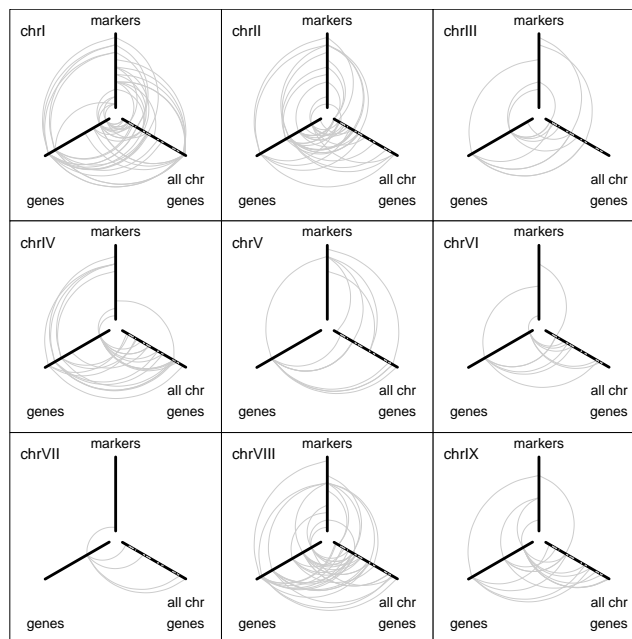 chrI
markers
all chr
genes
genes
chrII
markers
all chr
genes
genes
chrIII
markers
all chr
genes
genes
chrIV
markers
all chr
genes
genes
chrV
markers
all chr
genes
genes
chrVI
markers
all chr
genes
genes
chrVII
markers
all chr
genes
genes
chrVIII
markers
all chr
genes
genes
chrIX
markers
all chr
genes
genes